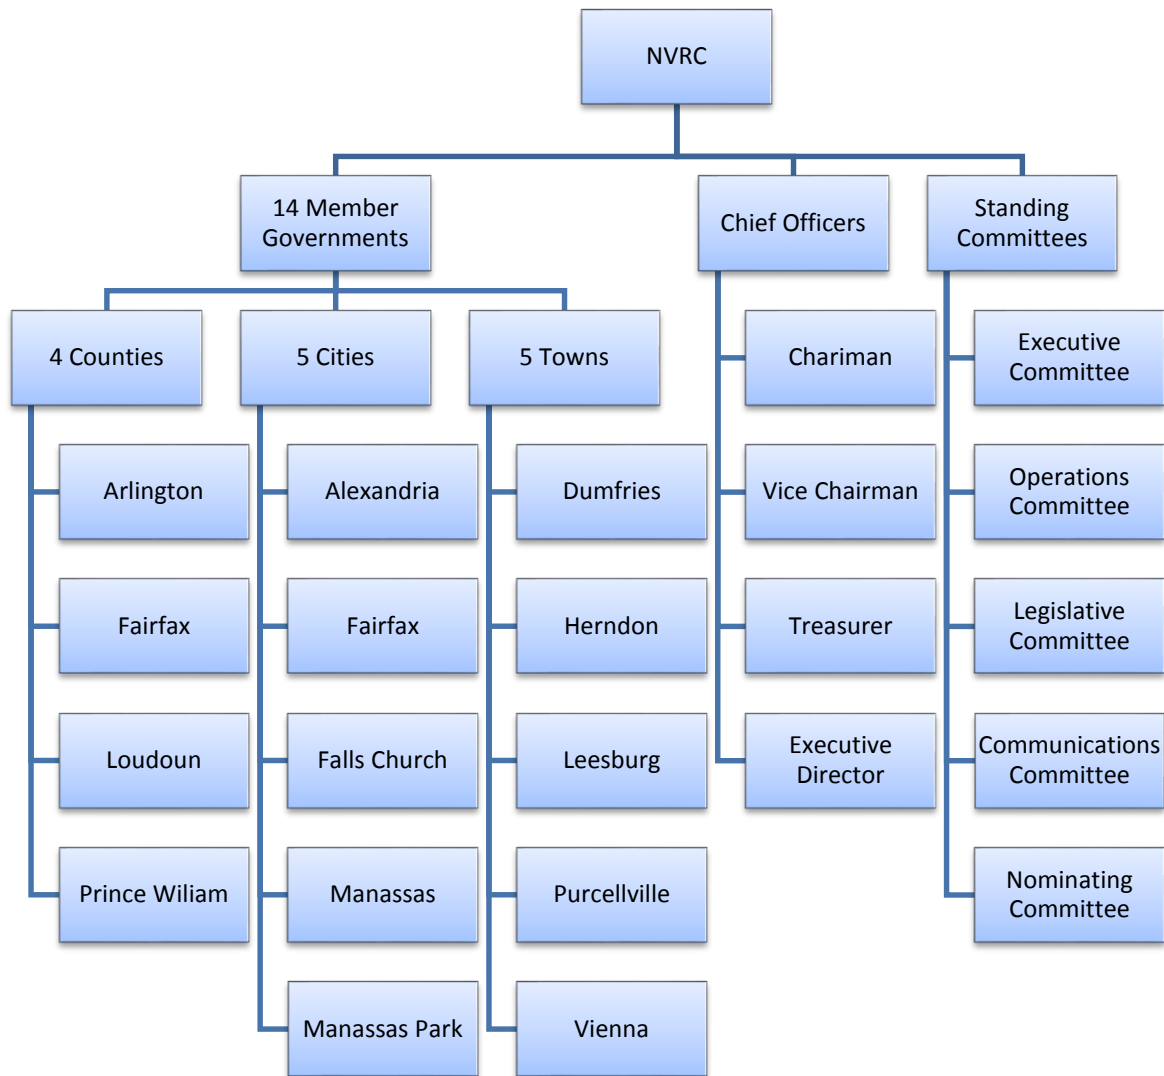 NVRC
14 Member
Governments
Chief Officers
Standing
Committees
4 Counties
5 Cities
5 Towns
Chariman
Executive
Committee
Arlington
Alexandria
Dumfries
Vice Chairman
Operations
Committee
Fairfax
Fairfax
Herndon
Treasurer
Legislative
Committee
Loudoun
Falls Church
Leesburg
Executive
Director
Communications
Committee
Prince Wiliam
Manassas
Purcellville
Nominating
Committee
Manassas Park
Vienna